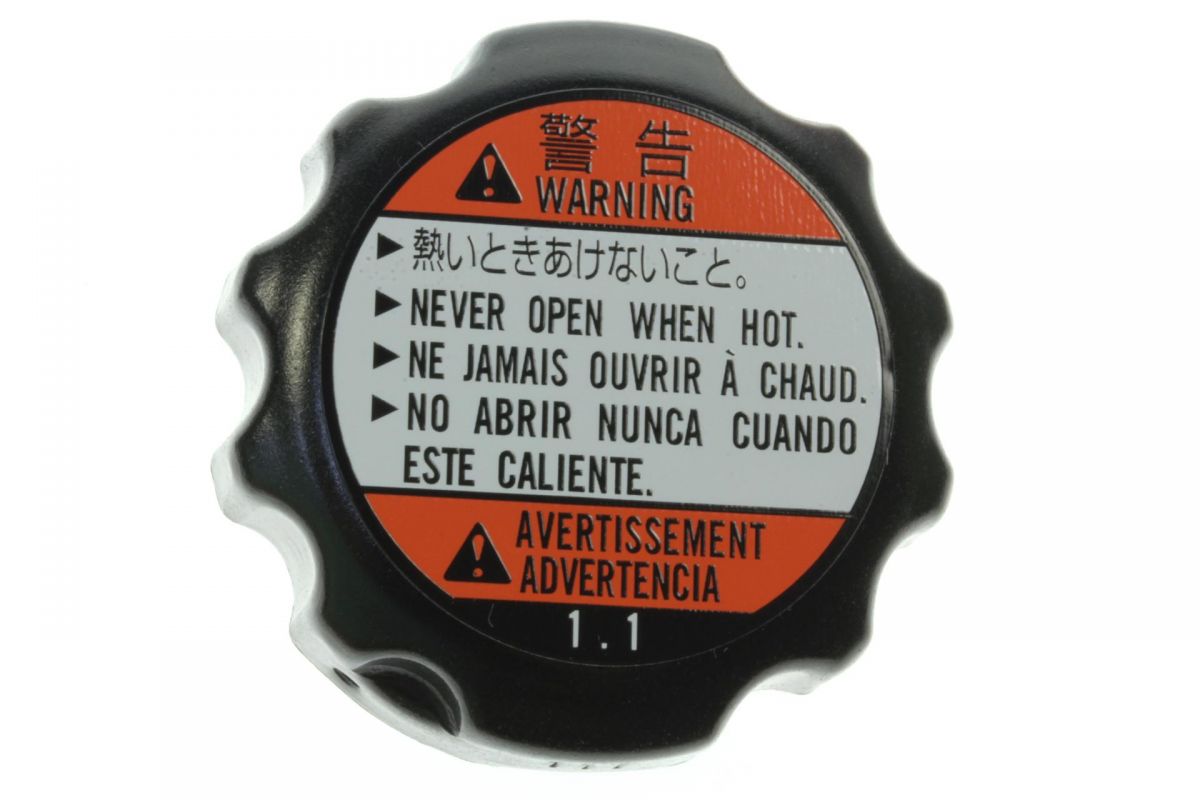 警告
WARNING
▶熱いときあけないこと。
▶NEVER OPEN WHEN HOT.
▶NE JAMAIS OUVRIR À CHAUD.
▶NO ABRIR NUNCA CUANDO
ESTE CALIENTE.
AVERTISSEMENT
ADVERTENCIA
1.1